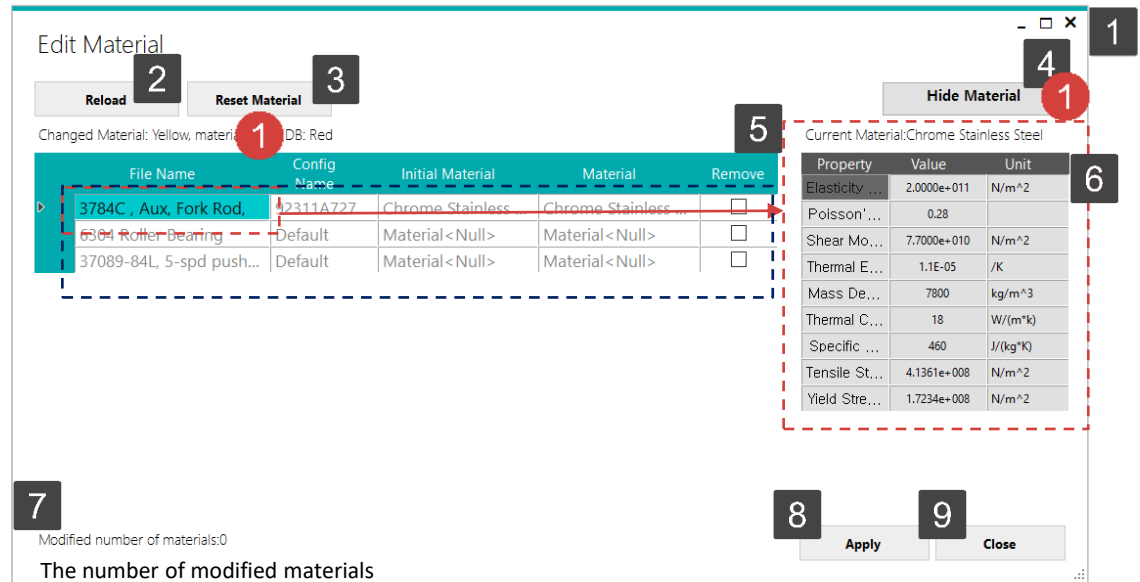 1
Edit Material
2
3
4
Reload
Reset Material
Hide Material
1
Changed Material: Yellow, materi
1
DB: Red
5
Current Material:Chrome Stainless Steel
File Name
Config Name
Initial Material
Material
Remove
Property
Value
Unit
6
3784C , Aux, Fork Rod,
92311A727
Chrome Stainless ...
Chrome Stainless ...
6304 Roller Bearing
Default
Material<Null>
Material<Null>
37089-84L, 5-spd push...
Default
Material<Null>
Material<Null>
Elasticity ...
2.0000e+011
N/m^2
Poisson'...
0.28
Shear Mo...
7.7000e+010
N/m^2
Thermal E...
1.1E-05
/K
Mass De...
7800
kg/m^3
Thermal C...
18
W/(m*k)
Specific ...
460
J/(kg*K)
Tensile St...
4.1361e+008
N/m^2
Yield Stre...
1.7234e+008
N/m^2
7
8
9
Modified number of materials:0
Apply
Close
The number of modified materials